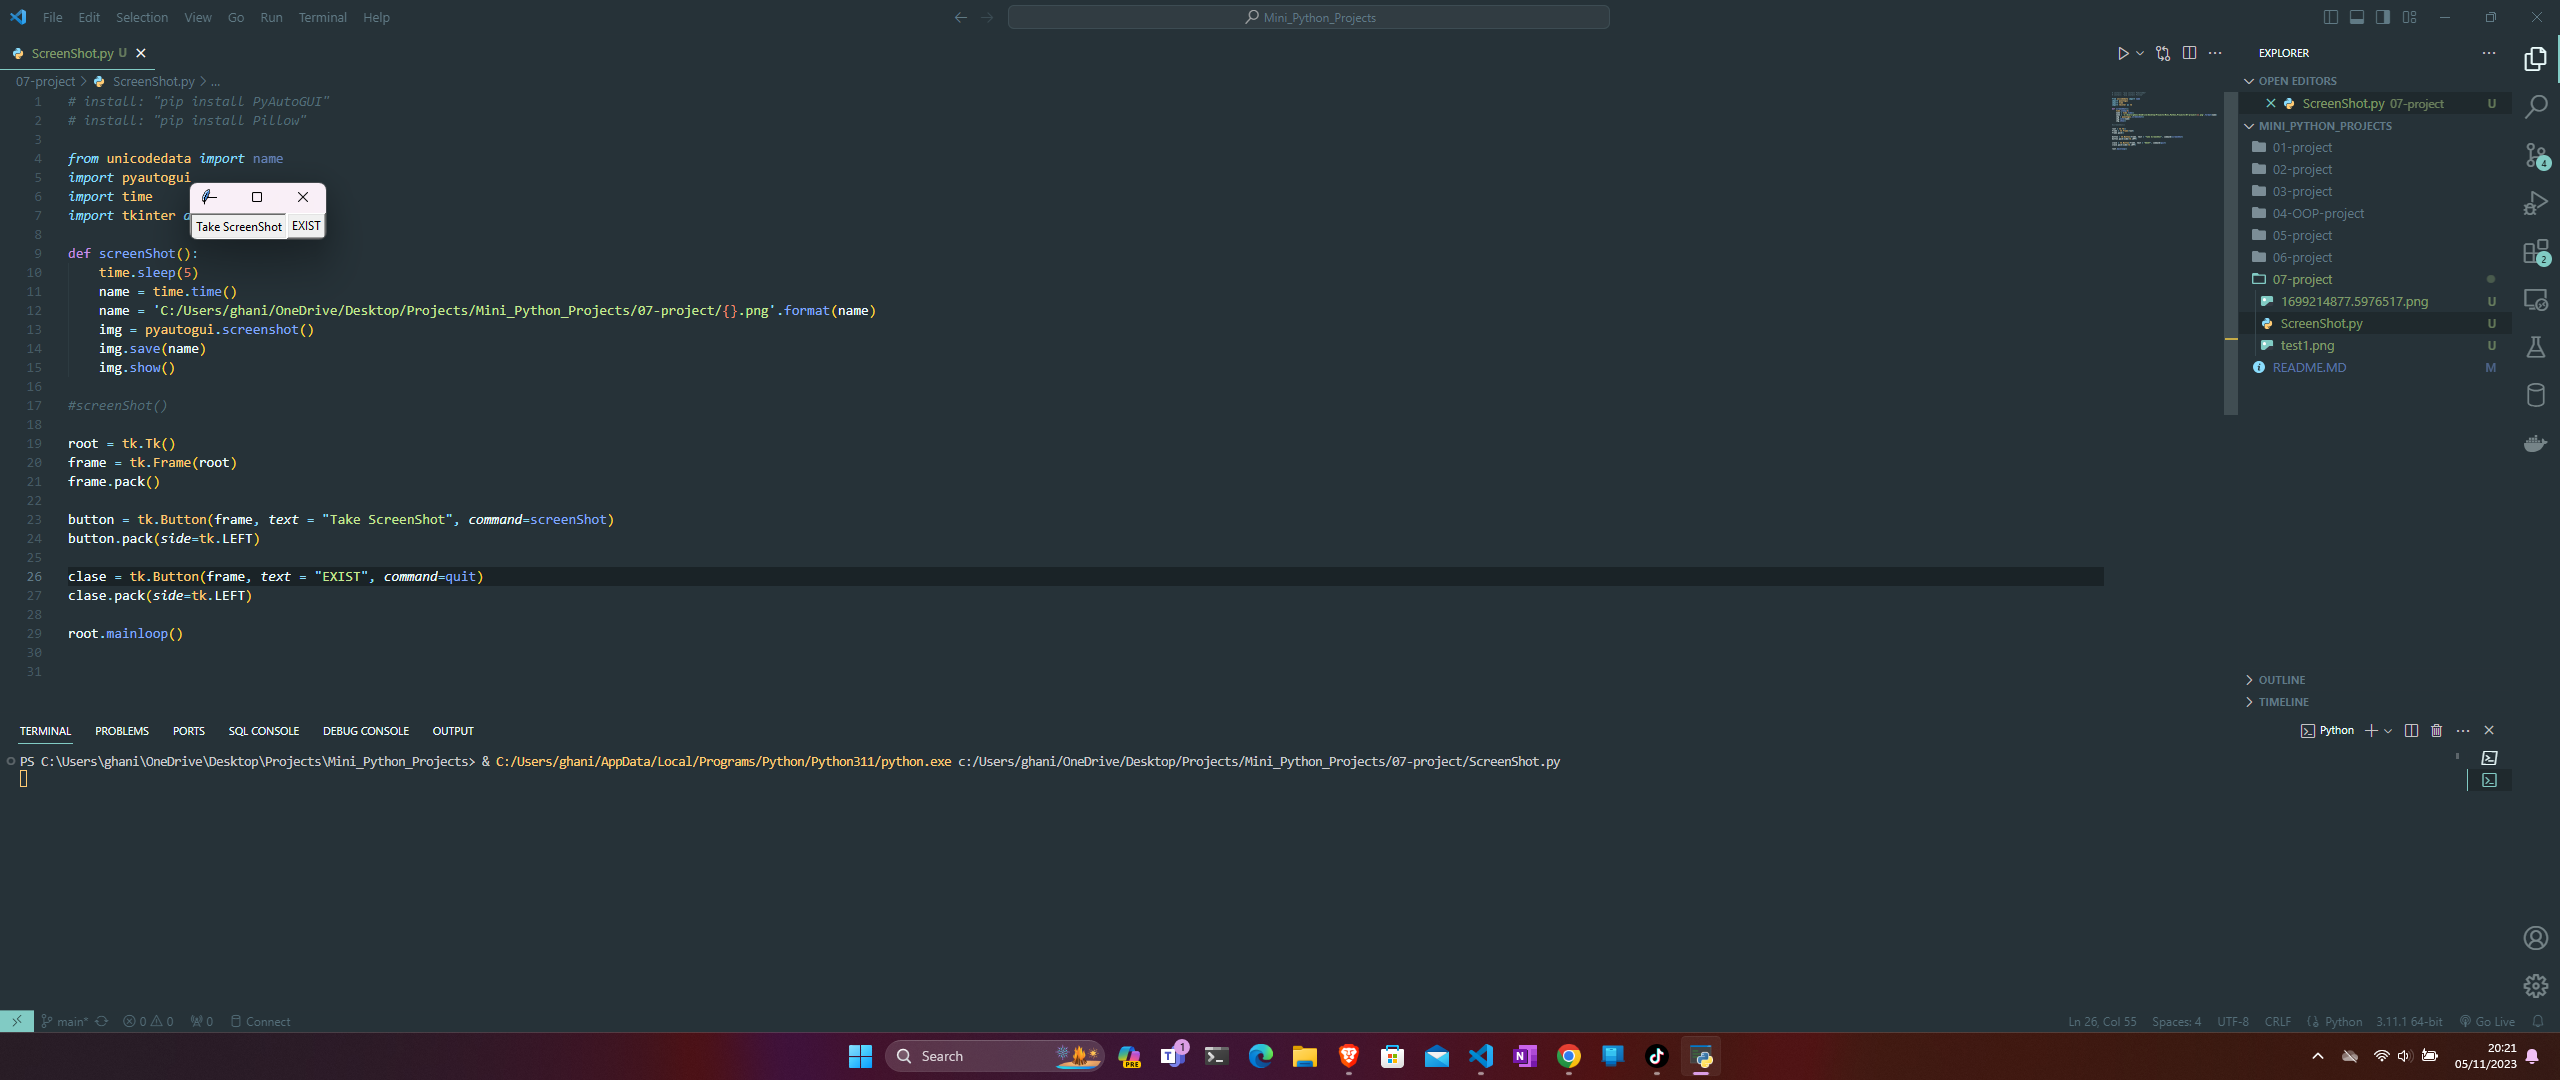 File Edit Selection View Go Run Terminal Help
Mini_Python_Projects
ScreenShot.py U
07-project > ScreenShot.py > ...
1 # install: "pip install PyAutoGUI"
2 # install: "pip install Pillow"
3
4 from unicodedata import name
5 import pyautogui
6 import time
7 import tkinter
Take ScreenShot EXIST
8
9 def screenShot():
10 time.sleep(5)
11 name = time.time()
12 name = 'C:/Users/ghani/OneDrive/Desktop/Projects/Mini_Python_Projects/07-project/{}.png'.format(name)
13 img = pyautogui.screenshot()
14 img.save(name)
15 img.show()
16
17 #screenShot()
18
19 root = tk.Tk()
20 frame = tk.Frame(root)
21 frame.pack()
22
23 button = tk.Button(frame, text = "Take ScreenShot", command=screenShot)
24 button.pack(side=tk.LEFT)
25
26 clase = tk.Button(frame, text = "EXIST", command=quit)
27 clase.pack(side=tk.LEFT)
28
29 root.mainloop()
30
31
EXPLORER
OPEN EDITORS
ScreenShot.py 07-project U
MINI_PYTHON_PROJECTS
01-project
02-project
03-project
04-OOP-project
05-project
06-project
07-project
1699214877.5976517.png U
ScreenShot.py U
test1.png U
README.MD M
OUTLINE
TIMELINE
4
2
TERMINAL PROBLEMS PORTS SQL CONSOLE DEBUG CONSOLE OUTPUT
Python
PS C:\Users\ghani\OneDrive\Desktop\Projects\Mini_Python_Projects> & C:/Users/ghani/AppData/Local/Programs/Python/Python311/python.exe c:/Users/ghani/OneDrive/Desktop/Projects/Mini_Python_Projects/07-project/ScreenShot.py
main* 0 0 0 Connect
Ln 26, Col 55 Spaces: 4 UTF-8 CRLF Python 3.11.1 64-bit Go Live
Search
PRE
T 1
N
20:21
05/11/2023